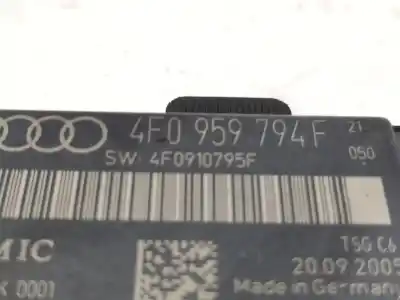 4F0 959 794 F 21
SW: 4F0910795F 050
MIC TSG C6
K 0001 20.09.2005
Made in Germany